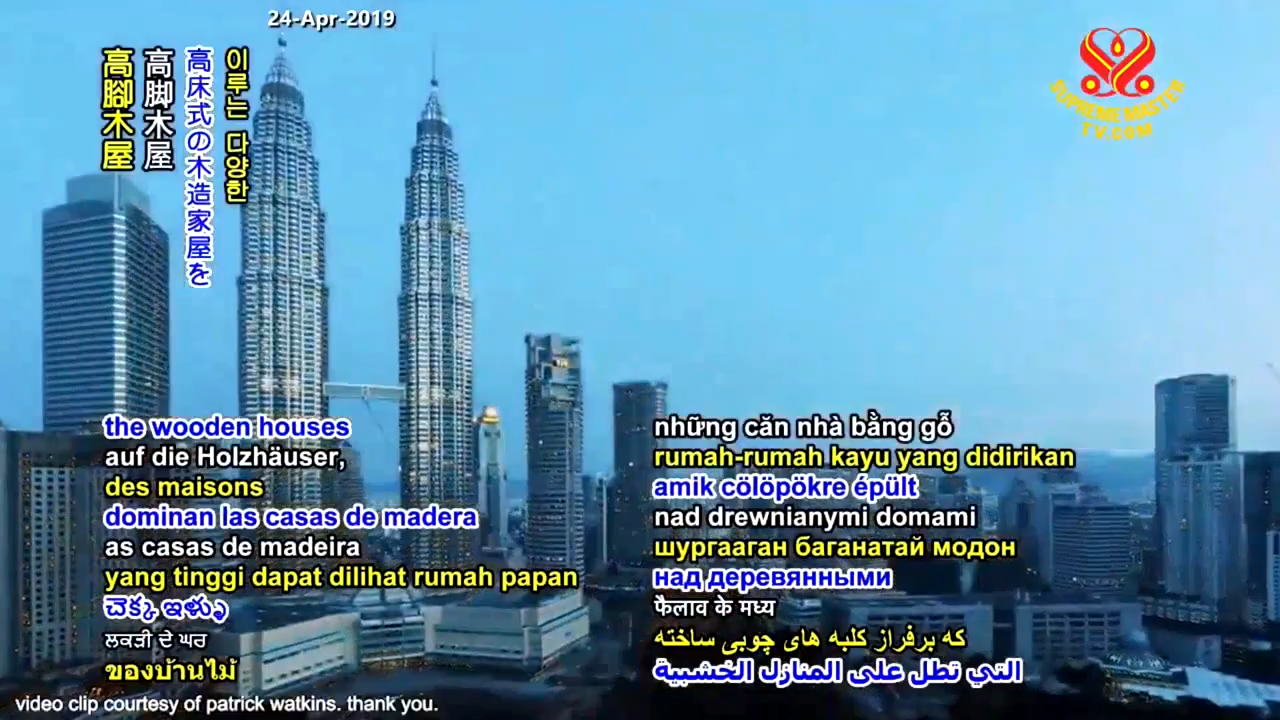 24-Apr-2019
高腳木屋
高脚木屋
高床式の木造家屋を
이루는 다양한
SUPREME MASTER
TV.COM
the wooden houses
auf die Holzhäuser,
des maisons
dominan las casas de madera
as casas de madeira
yang tinggi dapat dilihat rumah papan
చెక్క ఇళ్ళు
ਲਕੜੀ ਦੇ ਘਰ
ของบ้านไม้
những căn nhà bằng gỗ
rumah-rumah kayu yang didirikan
amik cölöpökre épült
nad drewnianymi domami
шургааган баганатай модон
над деревянными
फैलाव के मध्य
که برفراز کلبه های چوبی ساخته
التي تطل على المنازل الخشبية
video clip courtesy of patrick watkins. thank you.